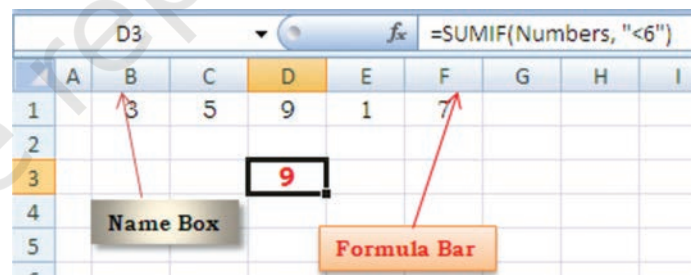 D3 fx =SUMIF(Numbers, "<6")
A B C D E F G H I
1 3 5 9 1 7
2
3 9
4
Name Box
5 Formula Bar